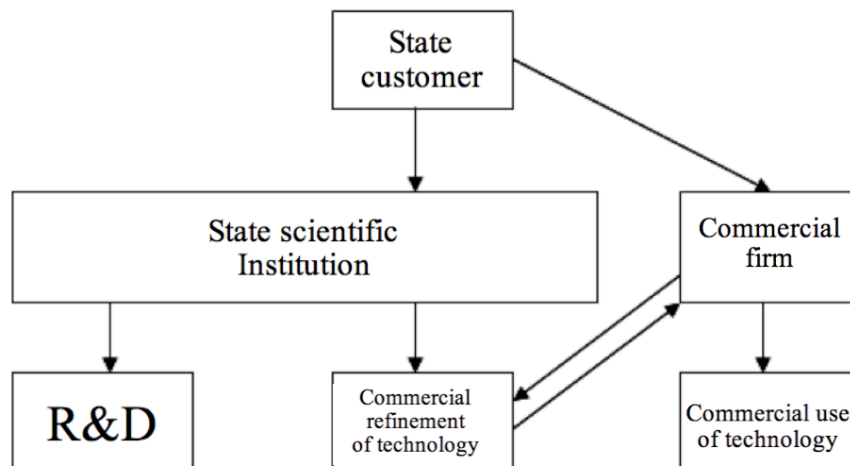 State
customer
State scientific
Institution
Commercial
firm
R&D
Commercial
refinement
of technology
Commercial use
of technology